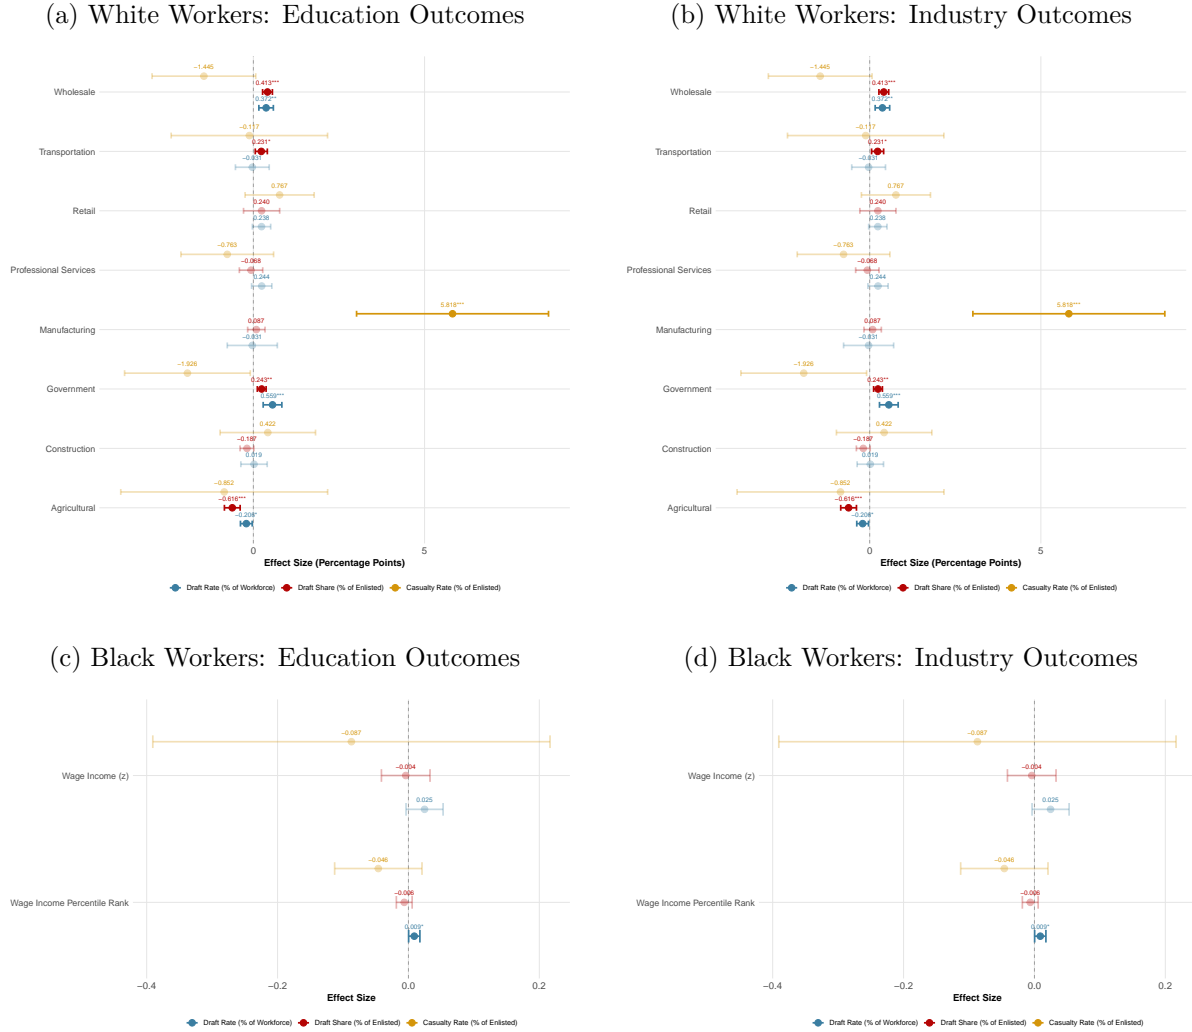 (a) White Workers: Education Outcomes
−1.445
0.413***
Wholesale
0.372**
−0.117
0.231*
Transportation
−0.031
0.767
0.240
Retail
0.238
−0.763
−0.068
Professional Services
0.244
5.818***
0.087
Manufacturing
−0.031
−1.926
0.243**
Government
0.559***
0.422
−0.187
Construction
0.019
−0.852
−0.616***
Agricultural
0 5
Effect Size (Percentage Points)
Draft Rate (% of Workforce) Draft Share (% of Enlisted) Casualty Rate (% of Enlisted)
(b) White Workers: Industry Outcomes
−1.445
0.413***
Wholesale
0.372**
−0.117
0.231*
Transportation
−0.031
0.767
0.240
Retail
0.238
−0.763
−0.068
Professional Services
0.244
5.818***
0.087
Manufacturing
−0.031
−1.926
0.243**
Government
0.559***
0.422
−0.187
Construction
0.019
−0.852
−0.616***
Agricultural
0 5
Effect Size (Percentage Points)
Draft Rate (% of Workforce) Draft Share (% of Enlisted) Casualty Rate (% of Enlisted)
(c) Black Workers: Education Outcomes
−0.087
−0.004
Wage Income (z)
0.025
−0.046
−0.006
Wage Income Percentile Rank
0.009*
−0.4 −0.2 0.0 0.2
Effect Size
Draft Rate (% of Workforce) Draft Share (% of Enlisted) Casualty Rate (% of Enlisted)
(d) Black Workers: Industry Outcomes
−0.087
−0.004
Wage Income (z)
0.025
−0.046
−0.006
Wage Income Percentile Rank
0.009*
−0.4 −0.2 0.0 0.2
Effect Size
Draft Rate (% of Workforce) Draft Share (% of Enlisted) Casualty Rate (% of Enlisted)